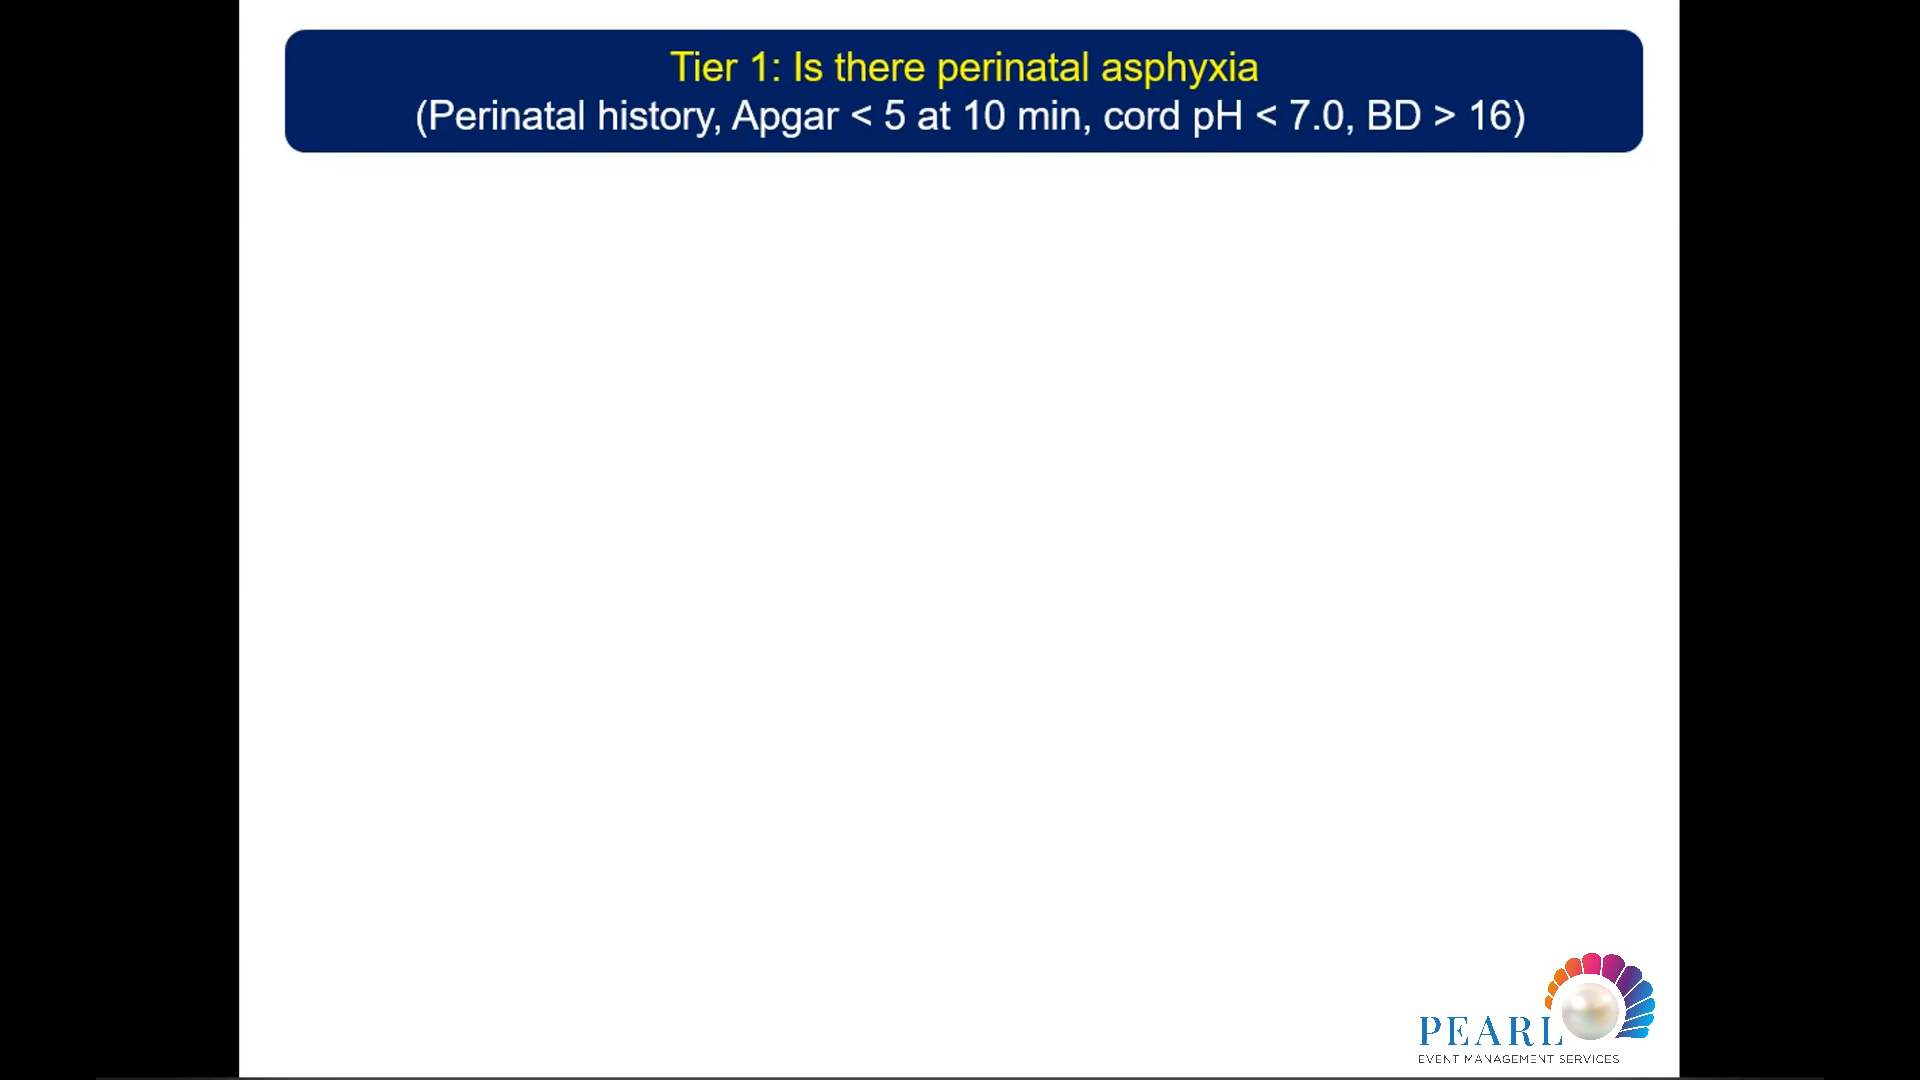 Tier 1: Is there perinatal asphyxia
(Perinatal history, Apgar < 5 at 10 min, cord pH < 7.0, BD > 16)
PEARL
EVENT MANAGEMENT SERVICES